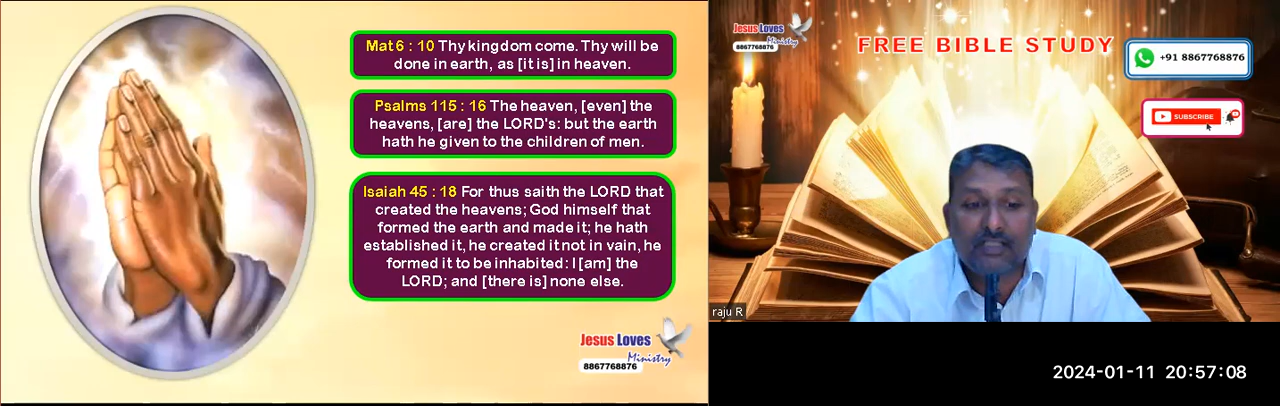 Mat 6 : 10 Thy kingdom come. Thy will be
done in earth, as [it is] in heaven.
Psalms 115 : 16 The heaven, [even] the
heavens, [are] the LORD's: but the earth
hath he given to the children of men.
Isaiah 45 : 18 For thus saith the LORD that
created the heavens; God himself that
formed the earth and made it; he hath
established it, he created it not in vain, he
formed it to be inhabited: I [am] the
LORD; and [there is] none else.
Jesus Loves
Ministry
8867768876
Jesus Loves
Ministry
8867768876
FREE BIBLE STUDY
+91 8867768876
SUBSCRIBE
raju R
2024-01-11 20:57:08